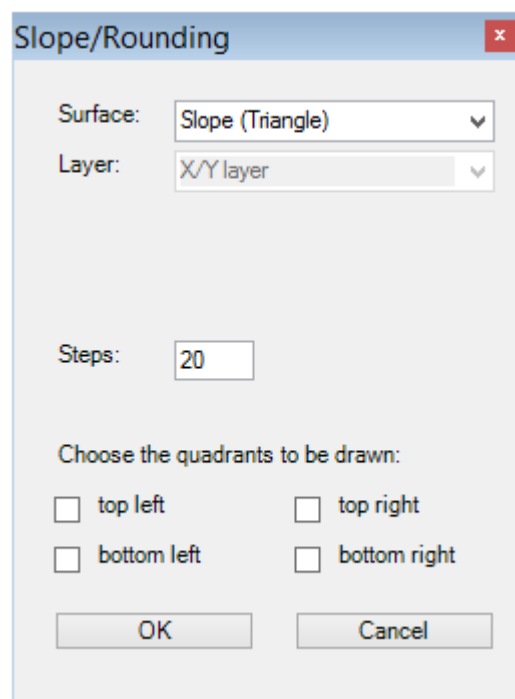 Slope/Rounding
x
Surface: Slope (Triangle)
Layer: X/Y layer
Steps: 20
Choose the quadrants to be drawn:
top left top right
bottom left bottom right
OK Cancel